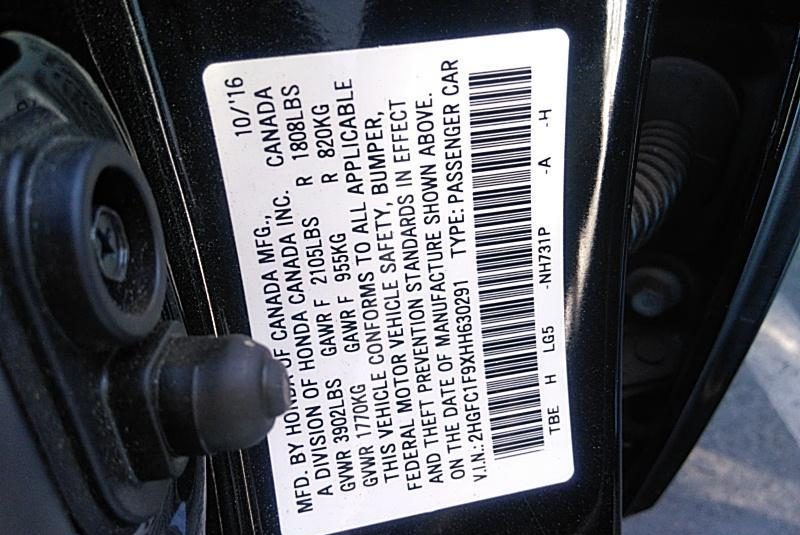 10/'16
MFD. BY HONDA OF CANADA MFG., CANADA
A DIVISION OF HONDA CANADA INC.
GVWR 3902LBS GAWR F 2105LBS R 1808LBS
GVWR 1770KG GAWR F 955KG R 820KG
THIS VEHICLE CONFORMS TO ALL APPLICABLE
FEDERAL MOTOR VEHICLE SAFETY, BUMPER,
AND THEFT PREVENTION STANDARDS IN EFFECT
ON THE DATE OF MANUFACTURE SHOWN ABOVE.
V.I.N.:2HGFC1F9XHH630291 TYPE:PASSENGER CAR
TBE H LG5 -NH731P -A -H